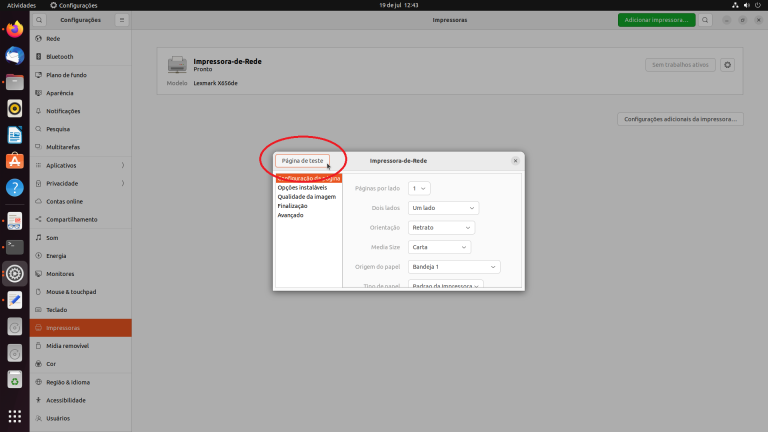 Atividades
Configurações
19 de jul  12:43
Configurações
Impressoras
Adicionar impressora…
Rede
Bluetooth
Plano de fundo
Aparência
Notificações
Pesquisa
Multitarefas
Aplicativos
Privacidade
Contas online
Compartilhamento
Som
Energia
Monitores
Mouse & touchpad
Teclado
Impressoras
Mídia removível
Cor
Região & idioma
Acessibilidade
Usuários
Impressora-de-Rede
Pronto
Modelo Lexmark X656de
Sem trabalhos ativos
Configurações adicionais da impressora…
Página de teste
Impressora-de-Rede
Configuração de página
Opções instaláveis
Qualidade da imagem
Finalização
Avançado
Páginas por lado 1
Dois lados Um lado
Orientação Retrato
Media Size Carta
Origem do papel Bandeja 1
Tipo de papel Padrao da impressora